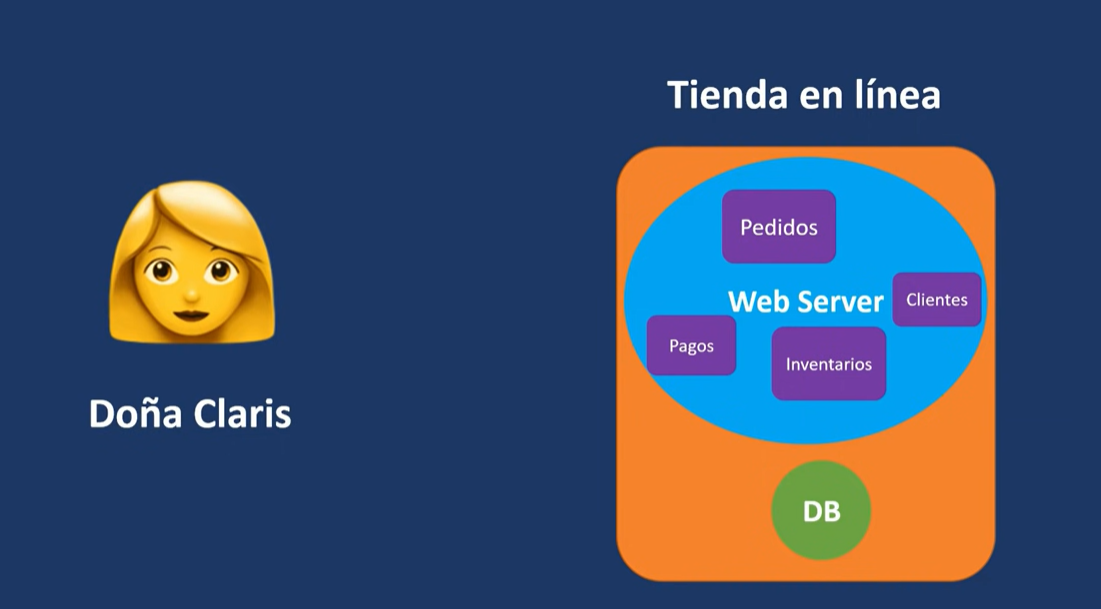 Tienda en línea
Pedidos
Web Server
Clientes
Pagos
Inventarios
Doña Claris
DB